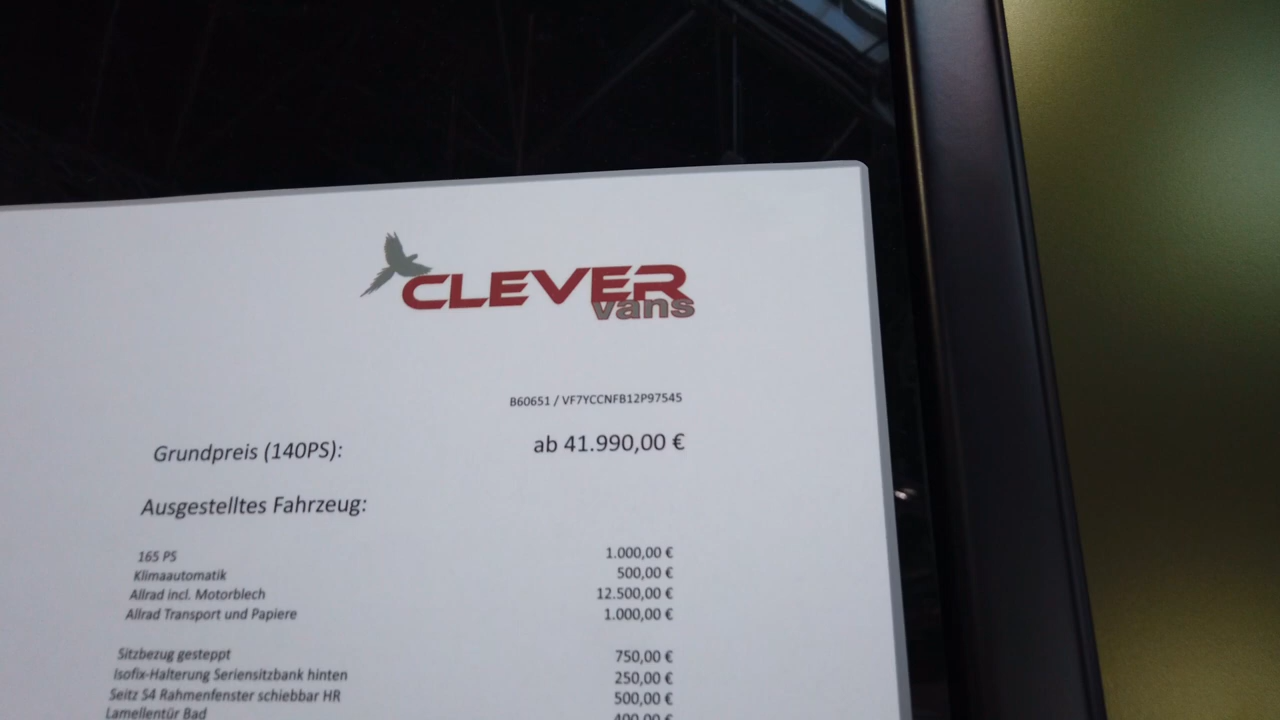 CLEVER
vans
B60651 / VF7YCCNFB12P97545
Grundpreis (140PS): ab 41.990,00 €
Ausgestelltes Fahrzeug:
165 PS 1.000,00 €
Klimaautomatik 500,00 €
Allrad incl. Motorblech 12.500,00 €
Allrad Transport und Papiere 1.000,00 €
Sitzbezug gesteppt 750,00 €
Isofix-Halterung Seriensitzbank hinten 250,00 €
Seitz S4 Rahmenfenster schiebbar HR 500,00 €
Lamellentür Bad 400,00 €